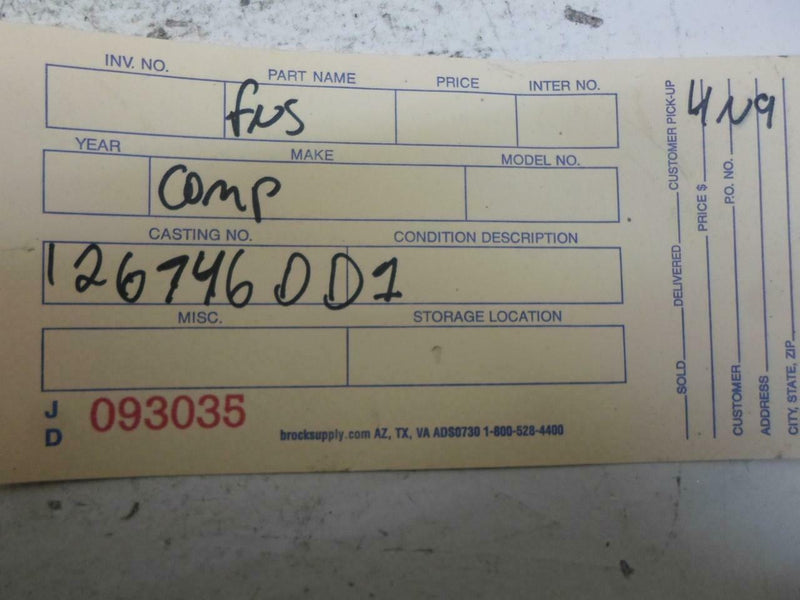 INV. NO. PART NAME PRICE INTER NO.
fns
YEAR MAKE MODEL NO.
comp
CASTING NO. CONDITION DESCRIPTION
126746DD1
MISC. STORAGE LOCATION
JD 093035
brocksupply.com AZ, TX, VA ADS0730 1-800-528-4400
SOLD DELIVERED CUSTOMER PICK-UP
PRICE $
CUSTOMER P.O. NO.
ADDRESS
CITY, STATE, ZIP